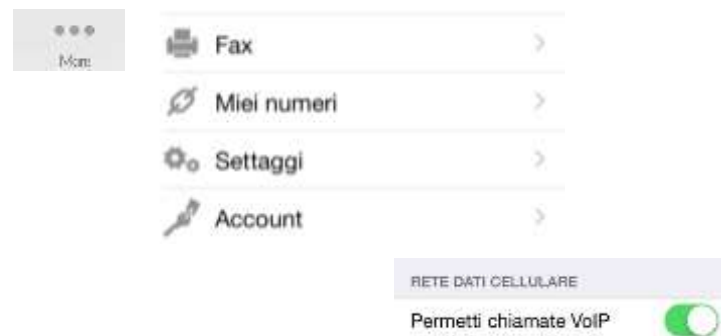 More
Fax
Miei numeri
Settaggi
Account
RETE DATI CELLULARE
Permetti chiamate VoIP